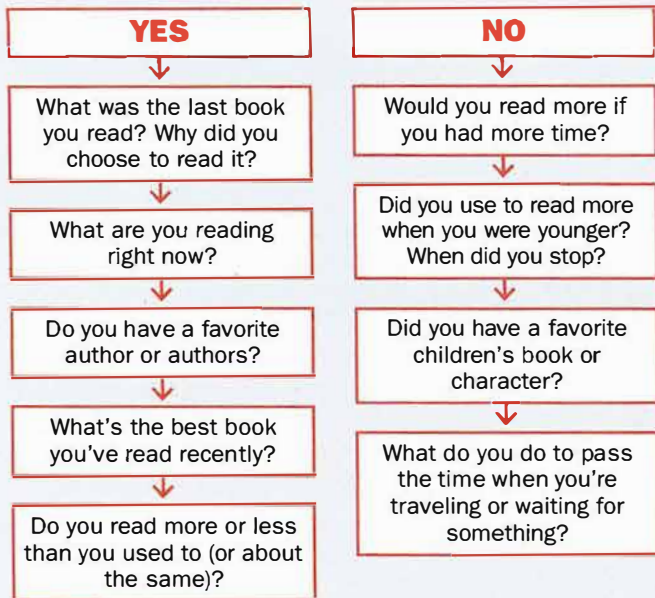 YES
What was the last book
you read? Why did you
choose to read it?
What are you reading
right now?
Do you have a favorite
author or authors?
What's the best book
you've read recently?
Do you read more or less
than you used to (or about
the same)?
NO
Would you read more if
you had more time?
Did you use to read more
when you were younger?
When did you stop?
Did you have a favorite
children's book or
character?
What do you do to pass
the time when you're
traveling or waiting for
something?